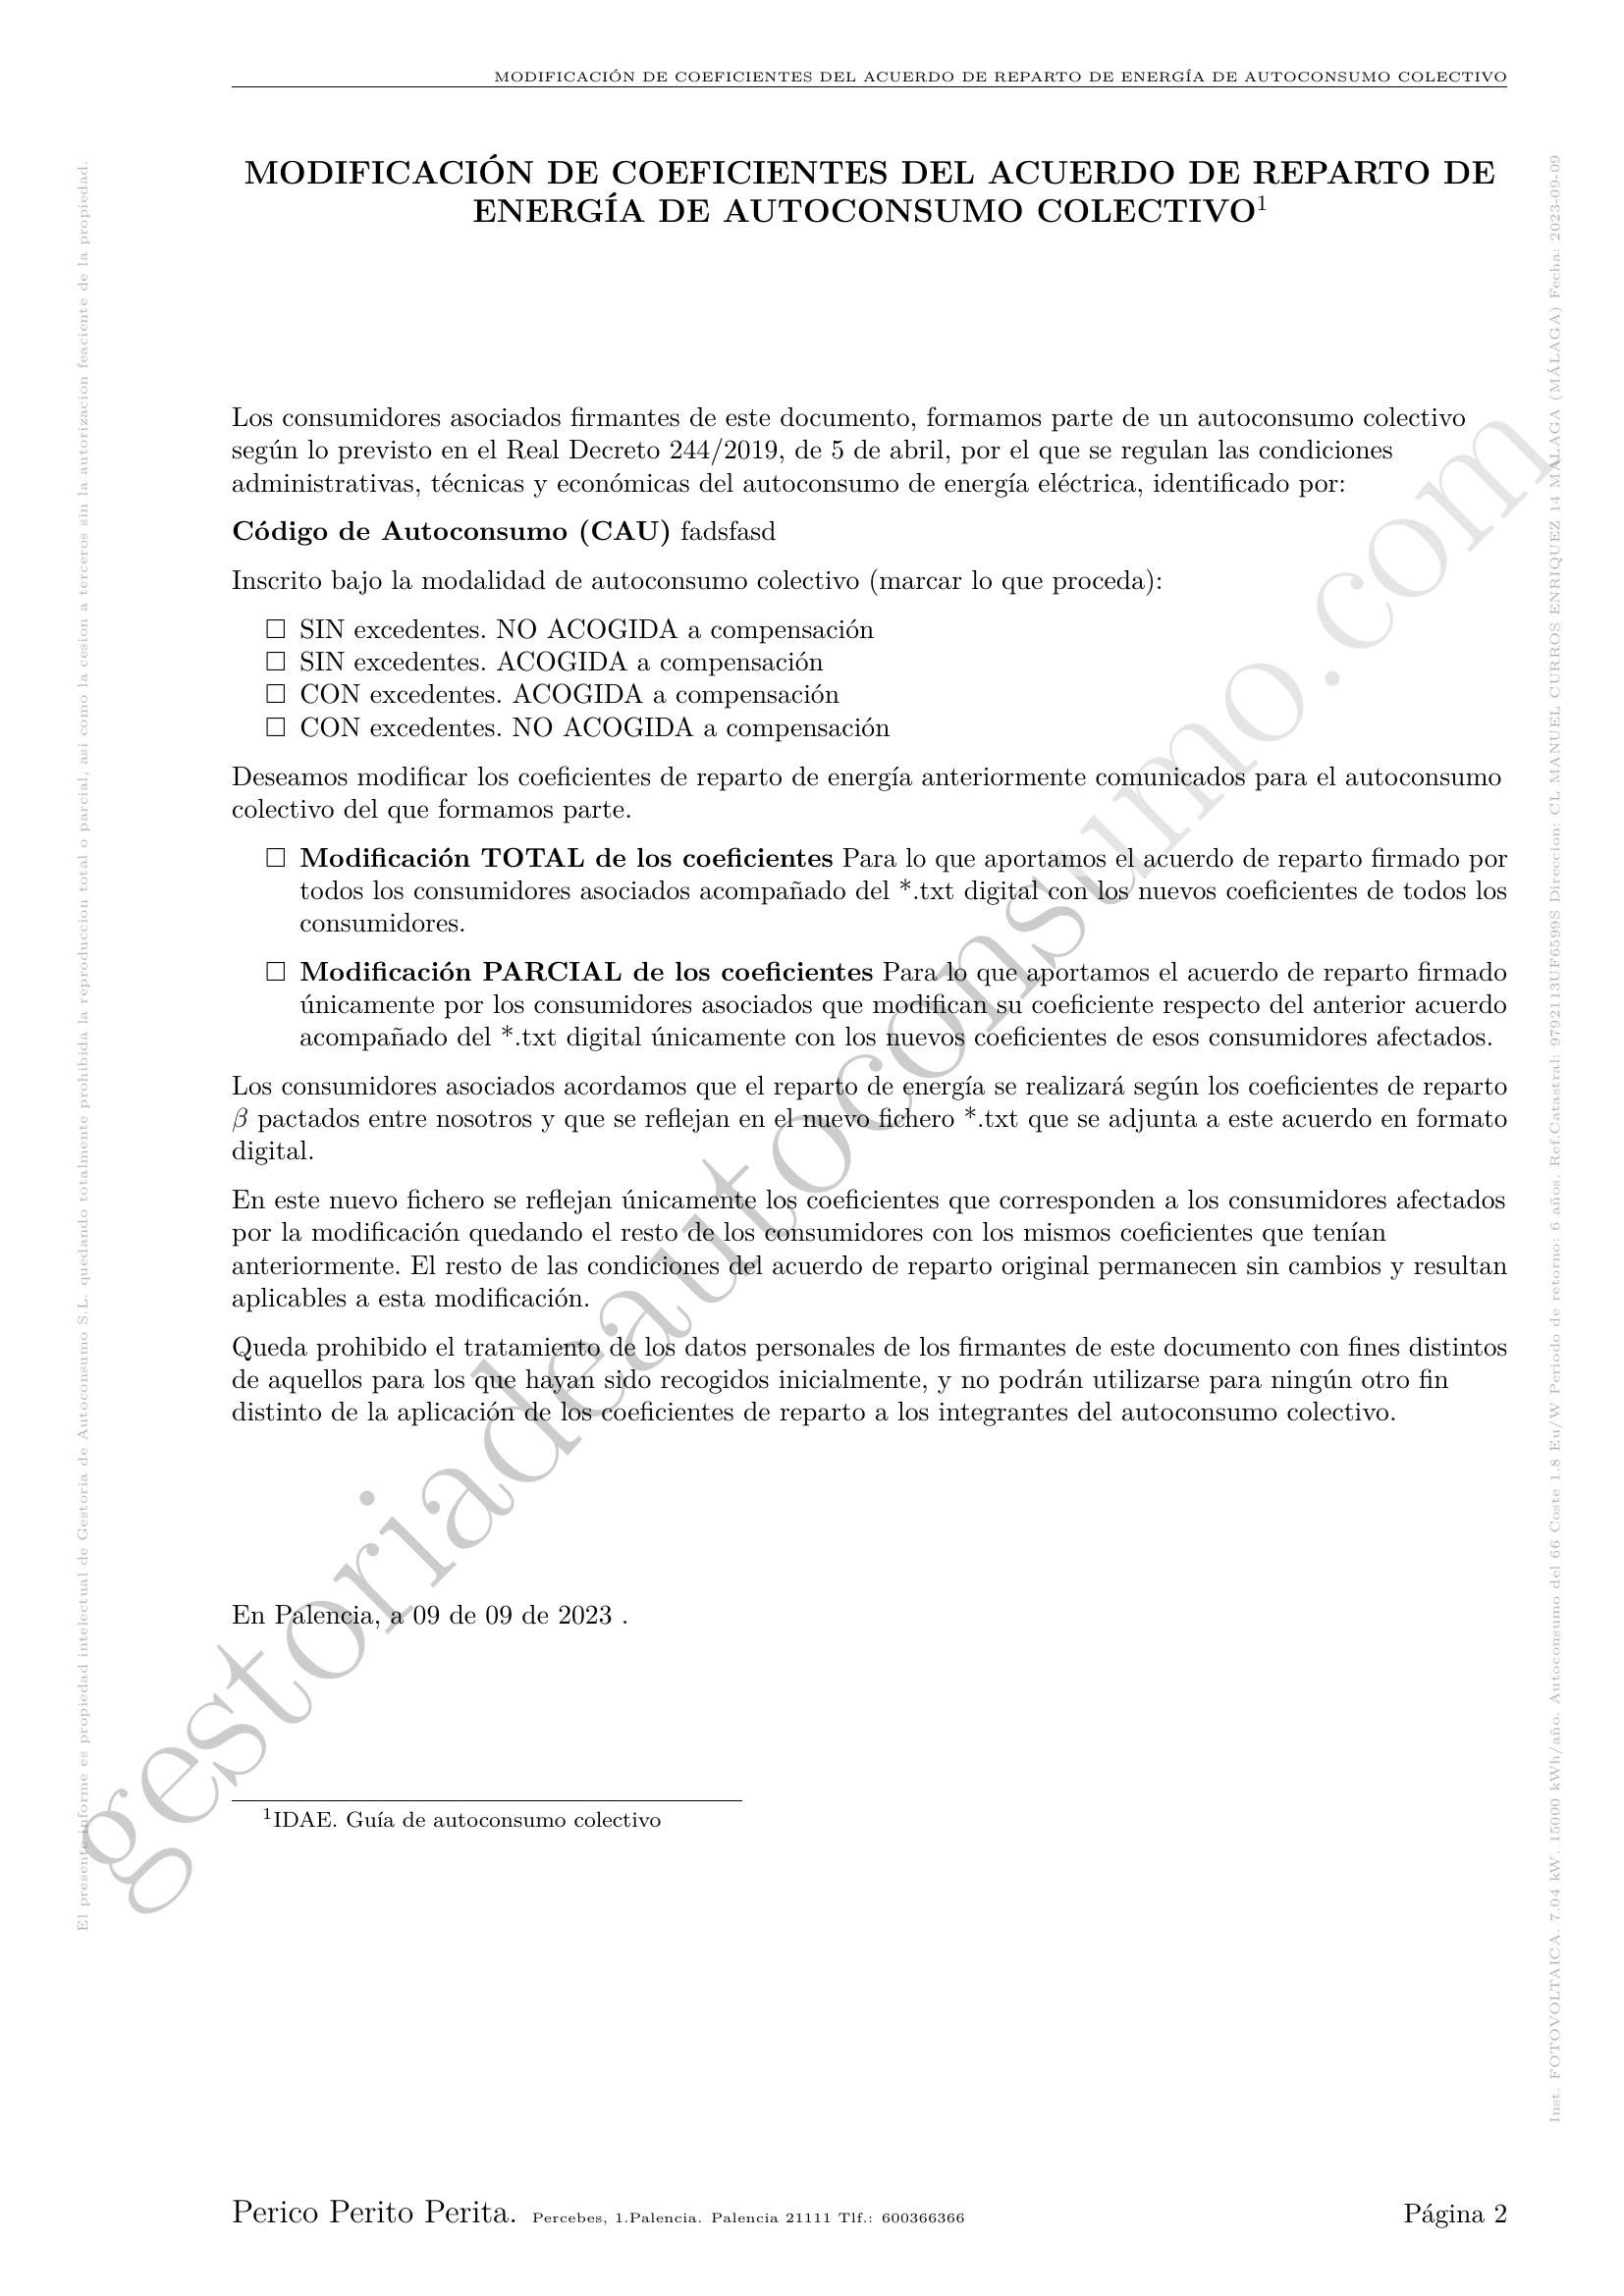 MODIFICACIÓN DE COEFICIENTES DEL ACUERDO DE REPARTO DE ENERGÍA DE AUTOCONSUMO COLECTIVO
MODIFICACIÓN DE COEFICIENTES DEL ACUERDO DE REPARTO DE
ENERGÍA DE AUTOCONSUMO COLECTIVO¹
Los consumidores asociados firmantes de este documento, formamos parte de un autoconsumo colectivo
según lo previsto en el Real Decreto 244/2019, de 5 de abril, por el que se regulan las condiciones
administrativas, técnicas y económicas del autoconsumo de energía eléctrica, identificado por:
Código de Autoconsumo (CAU) fadsfasd
Inscrito bajo la modalidad de autoconsumo colectivo (marcar lo que proceda):
☐ SIN excedentes. NO ACOGIDA a compensación
☐ SIN excedentes. ACOGIDA a compensación
☐ CON excedentes. ACOGIDA a compensación
☐ CON excedentes. NO ACOGIDA a compensación
Deseamos modificar los coeficientes de reparto de energía anteriormente comunicados para el autoconsumo
colectivo del que formamos parte.
☐ Modificación TOTAL de los coeficientes Para lo que aportamos el acuerdo de reparto firmado por
todos los consumidores asociados acompañado del *.txt digital con los nuevos coeficientes de todos los
consumidores.
☐ Modificación PARCIAL de los coeficientes Para lo que aportamos el acuerdo de reparto firmado
únicamente por los consumidores asociados que modifican su coeficiente respecto del anterior acuerdo
acompañado del *.txt digital únicamente con los nuevos coeficientes de esos consumidores afectados.
Los consumidores asociados acordamos que el reparto de energía se realizará según los coeficientes de reparto
β pactados entre nosotros y que se reflejan en el nuevo fichero *.txt que se adjunta a este acuerdo en formato
digital.
En este nuevo fichero se reflejan únicamente los coeficientes que corresponden a los consumidores afectados
por la modificación quedando el resto de los consumidores con los mismos coeficientes que tenían
anteriormente. El resto de las condiciones del acuerdo de reparto original permanecen sin cambios y resultan
aplicables a esta modificación.
Queda prohibido el tratamiento de los datos personales de los firmantes de este documento con fines distintos
de aquellos para los que hayan sido recogidos inicialmente, y no podrán utilizarse para ningún otro fin
distinto de la aplicación de los coeficientes de reparto a los integrantes del autoconsumo colectivo.
En Palencia, a 09 de 09 de 2023 .
¹IDAE. Guía de autoconsumo colectivo
Perico Perito Perita. Percebes, 1.Palencia. Palencia 21111 Tlf.: 600366366
Página 2
El presente informe es propiedad intelectual de Gestoria de Autoconsumo S.L. quedando totalmente prohibida la reproduccion total o parcial, asi como la cesion a terceros sin la autorizacion feaciente de la propiedad.
Inst. FOTOVOLTAICA. 7.04 kW. 15000 kWh/año. Autoconsumo del 66 Coste 1.8 Eu/W Periodo de retorno: 6 años. Ref.Catastral: 9792113UF6599S Direccion: CL MANUEL CURROS ENRIQUEZ 14 MALAGA (MÁLAGA) Fecha: 2023-09-09
gestoriadeautoconsumo.com